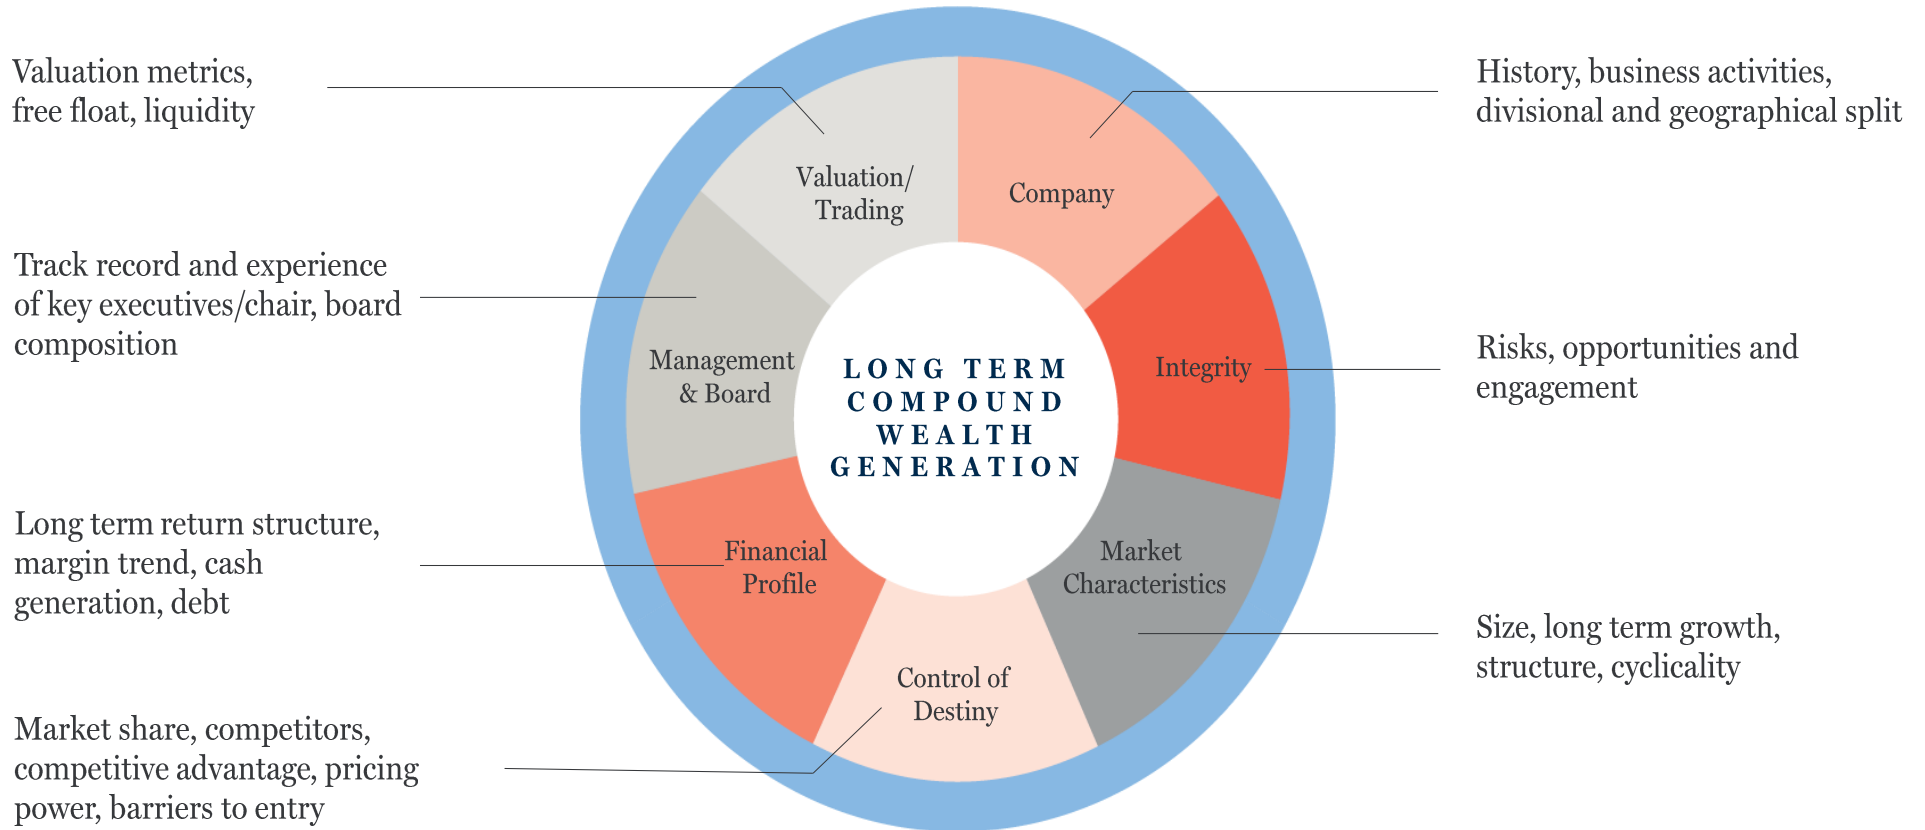 Valuation metrics,
free float, liquidity
History, business activities,
divisional and geographical split
Valuation/
Trading
Company
Track record and experience
of key executives/chair, board
composition
Management
& Board
LONG TERM
COMPOUND
WEALTH
GENERATION
Integrity
Risks, opportunities and
engagement
Long term return structure,
margin trend, cash
generation, debt
Financial
Profile
Market
Characteristics
Size, long term growth,
structure, cyclicality
Control of
Destiny
Market share, competitors,
competitive advantage, pricing
power, barriers to entry